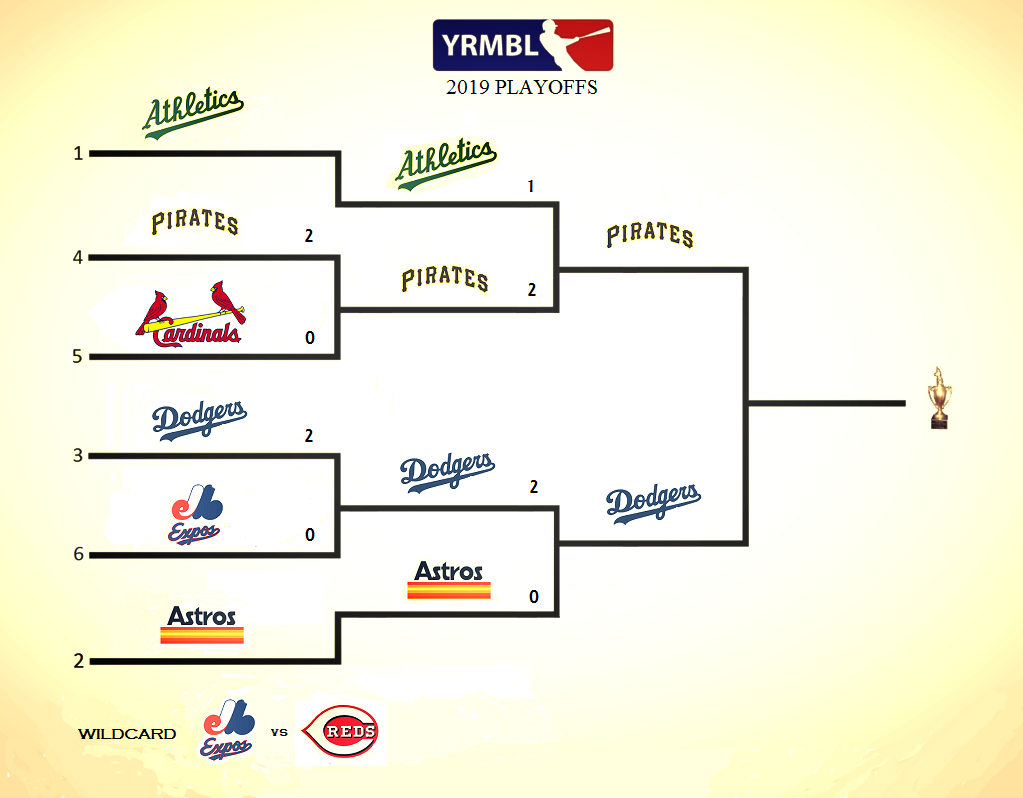 YRMBL
2019 PLAYOFFS
Athletics
1
Athletics
1
PIRATES
2
4
PIRATES
2
PIRATES
Cardinals
0
5
Dodgers
2
3
Dodgers
2
Dodgers
Expos
0
6
Astros
0
Astros
2
WILDCARD Expos vs REDS